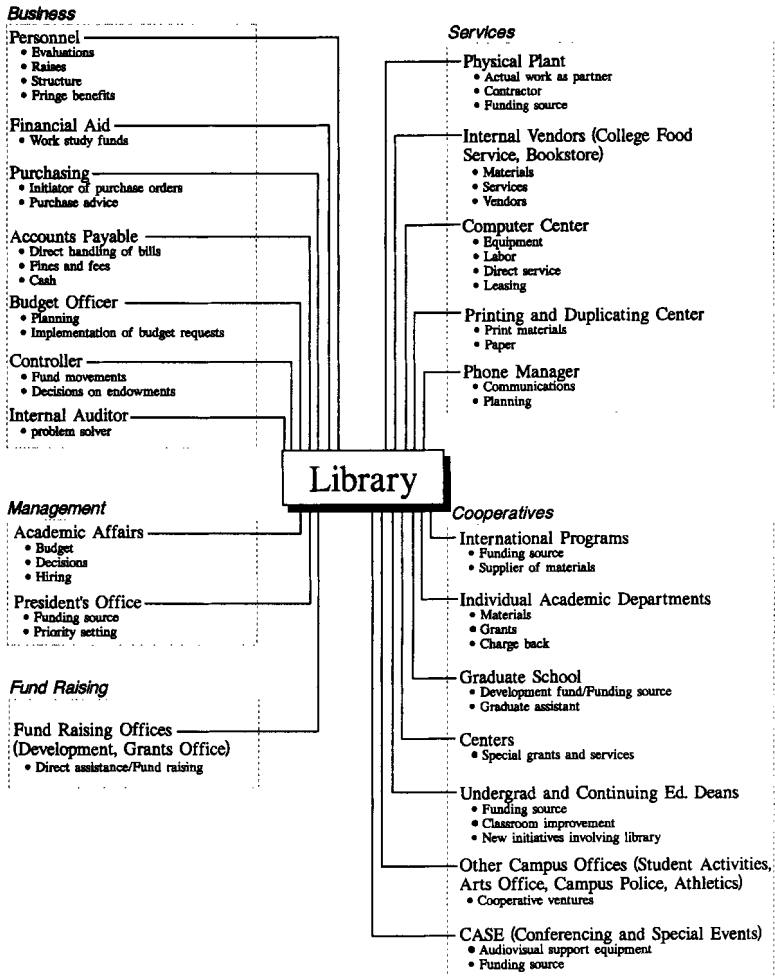 Business
Personnel
• Evaluations
• Raises
• Structure
• Fringe benefits
Financial Aid
• Work study funds
Purchasing
• Initiator of purchase orders
• Purchase advice
Accounts Payable
• Direct handling of bills
• Fines and fees
• Cash
Budget Officer
• Planning
• Implementation of budget requests
Controller
• Fund movements
• Decisions on endowments
Internal Auditor
• problem solver
Services
Physical Plant
• Actual work as partner
• Contractor
• Funding source
Internal Vendors (College Food
Service, Bookstore)
• Materials
• Services
• Vendors
Computer Center
• Equipment
• Labor
• Direct service
• Leasing
Printing and Duplicating Center
• Print materials
• Paper
Phone Manager
• Communications
• Planning
Library
Management
Academic Affairs
• Budget
• Decisions
• Hiring
President's Office
• Funding source
• Priority setting
Fund Raising
Fund Raising Offices
(Development, Grants Office)
• Direct assistance/Fund raising
Cooperatives
International Programs
• Funding source
• Supplier of materials
Individual Academic Departments
• Materials
• Grants
• Charge back
Graduate School
• Development fund/Funding source
• Graduate assistant
Centers
• Special grants and services
Undergrad and Continuing Ed. Deans
• Funding source
• Classroom improvement
• New initiatives involving library
Other Campus Offices (Student Activities,
Arts Office, Campus Police, Athletics)
• Cooperative ventures
CASE (Conferencing and Special Events)
• Audiovisual support equipment
• Funding source